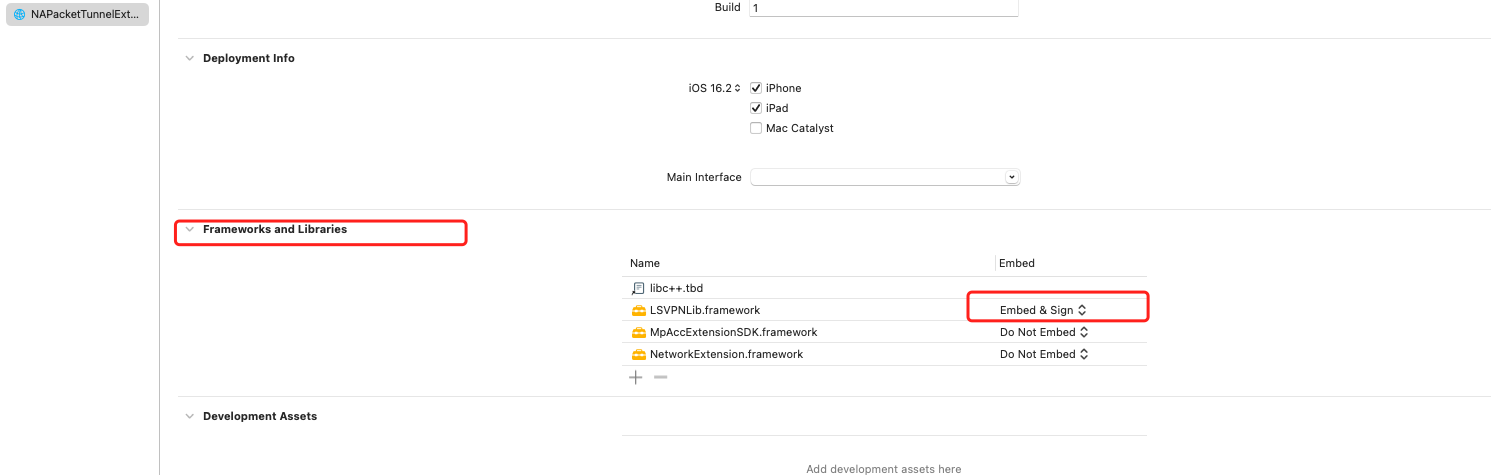 NAPacketTunnelExt...
Build 1
Deployment Info
iOS 16.2 iPhone
iPad
Mac Catalyst
Main Interface
Frameworks and Libraries
Name Embed
libc++.tbd
LSVPNLib.framework Embed & Sign
MpAccExtensionSDK.framework Do Not Embed
NetworkExtension.framework Do Not Embed
Development Assets
Add development assets here